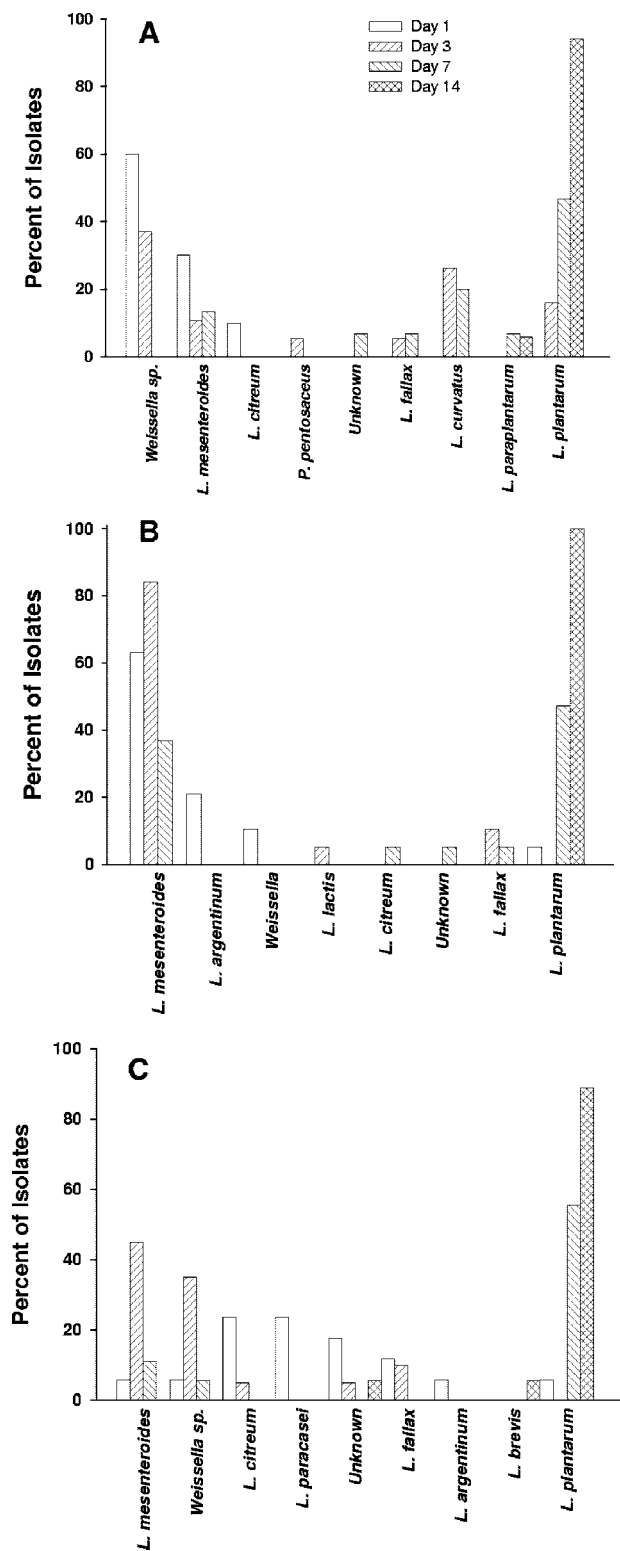 A
Day 1
Day 3
Day 7
Day 14
Percent of Isolates
100
80
60
40
20
0
Weissella sp.
L. mesenteroides
L. citreum
P. pentosaceus
Unknown
L. fallax
L. curvatus
L. paraplantarum
L. plantarum
B
Percent of Isolates
100
80
60
40
20
0
L. mesenteroides
L. argentinum
Weissella
L. lactis
L. citreum
Unknown
L. fallax
L. plantarum
C
Percent of Isolates
100
80
60
40
20
0
L. mesenteroides
Weissella sp.
L. citreum
L. paracasei
Unknown
L. fallax
L. argentinum
L. brevis
L. plantarum